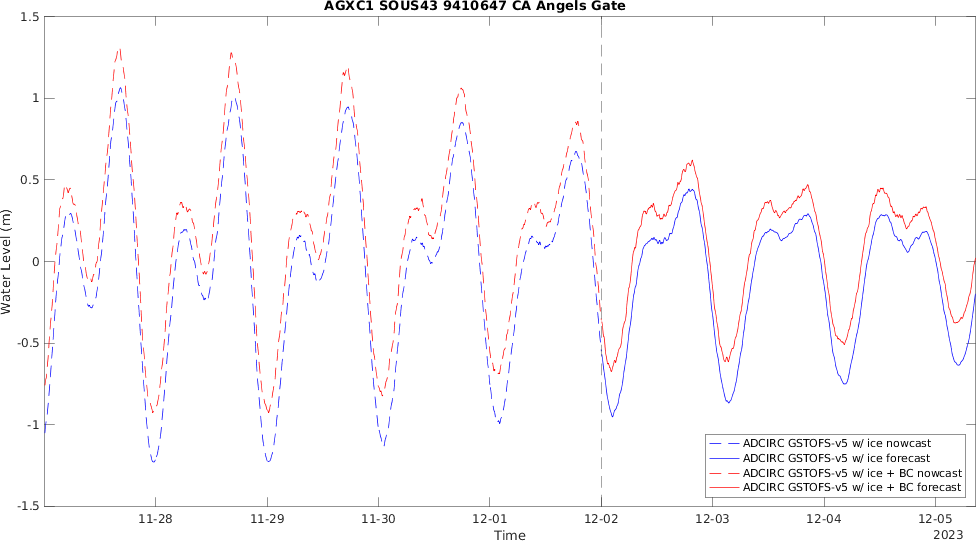 AGXC1 SOUS43 9410647 CA Angels Gate
1.5
1
0.5
0
-0.5
-1
-1.5
Water Level (m)
ADCIRC GSTOFS-v5 w/ ice nowcast
ADCIRC GSTOFS-v5 w/ ice forecast
ADCIRC GSTOFS-v5 w/ ice + BC nowcast
ADCIRC GSTOFS-v5 w/ ice + BC forecast
11-28 11-29 11-30 12-01 12-02 12-03 12-04 12-05
Time
2023